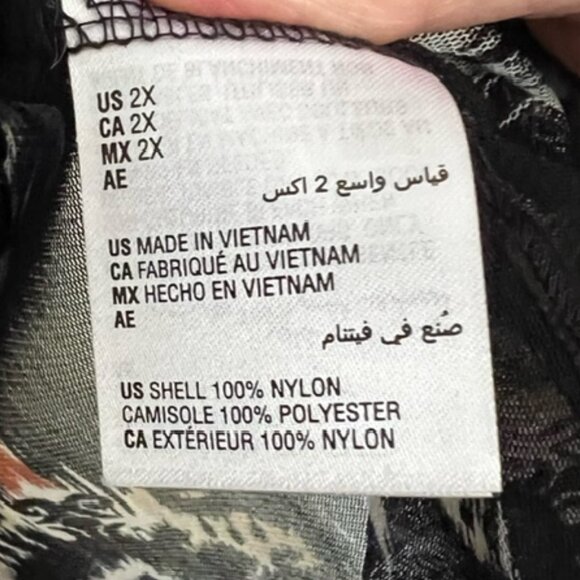 US 2X
CA 2X
MX 2X
AE
قياس واسع 2 اكس
US MADE IN VIETNAM
CA FABRIQUÉ AU VIETNAM
MX HECHO EN VIETNAM
AE
صُنع في فيتنام
US SHELL 100% NYLON
CAMISOLE 100% POLYESTER
CA EXTÉRIEUR 100% NYLON